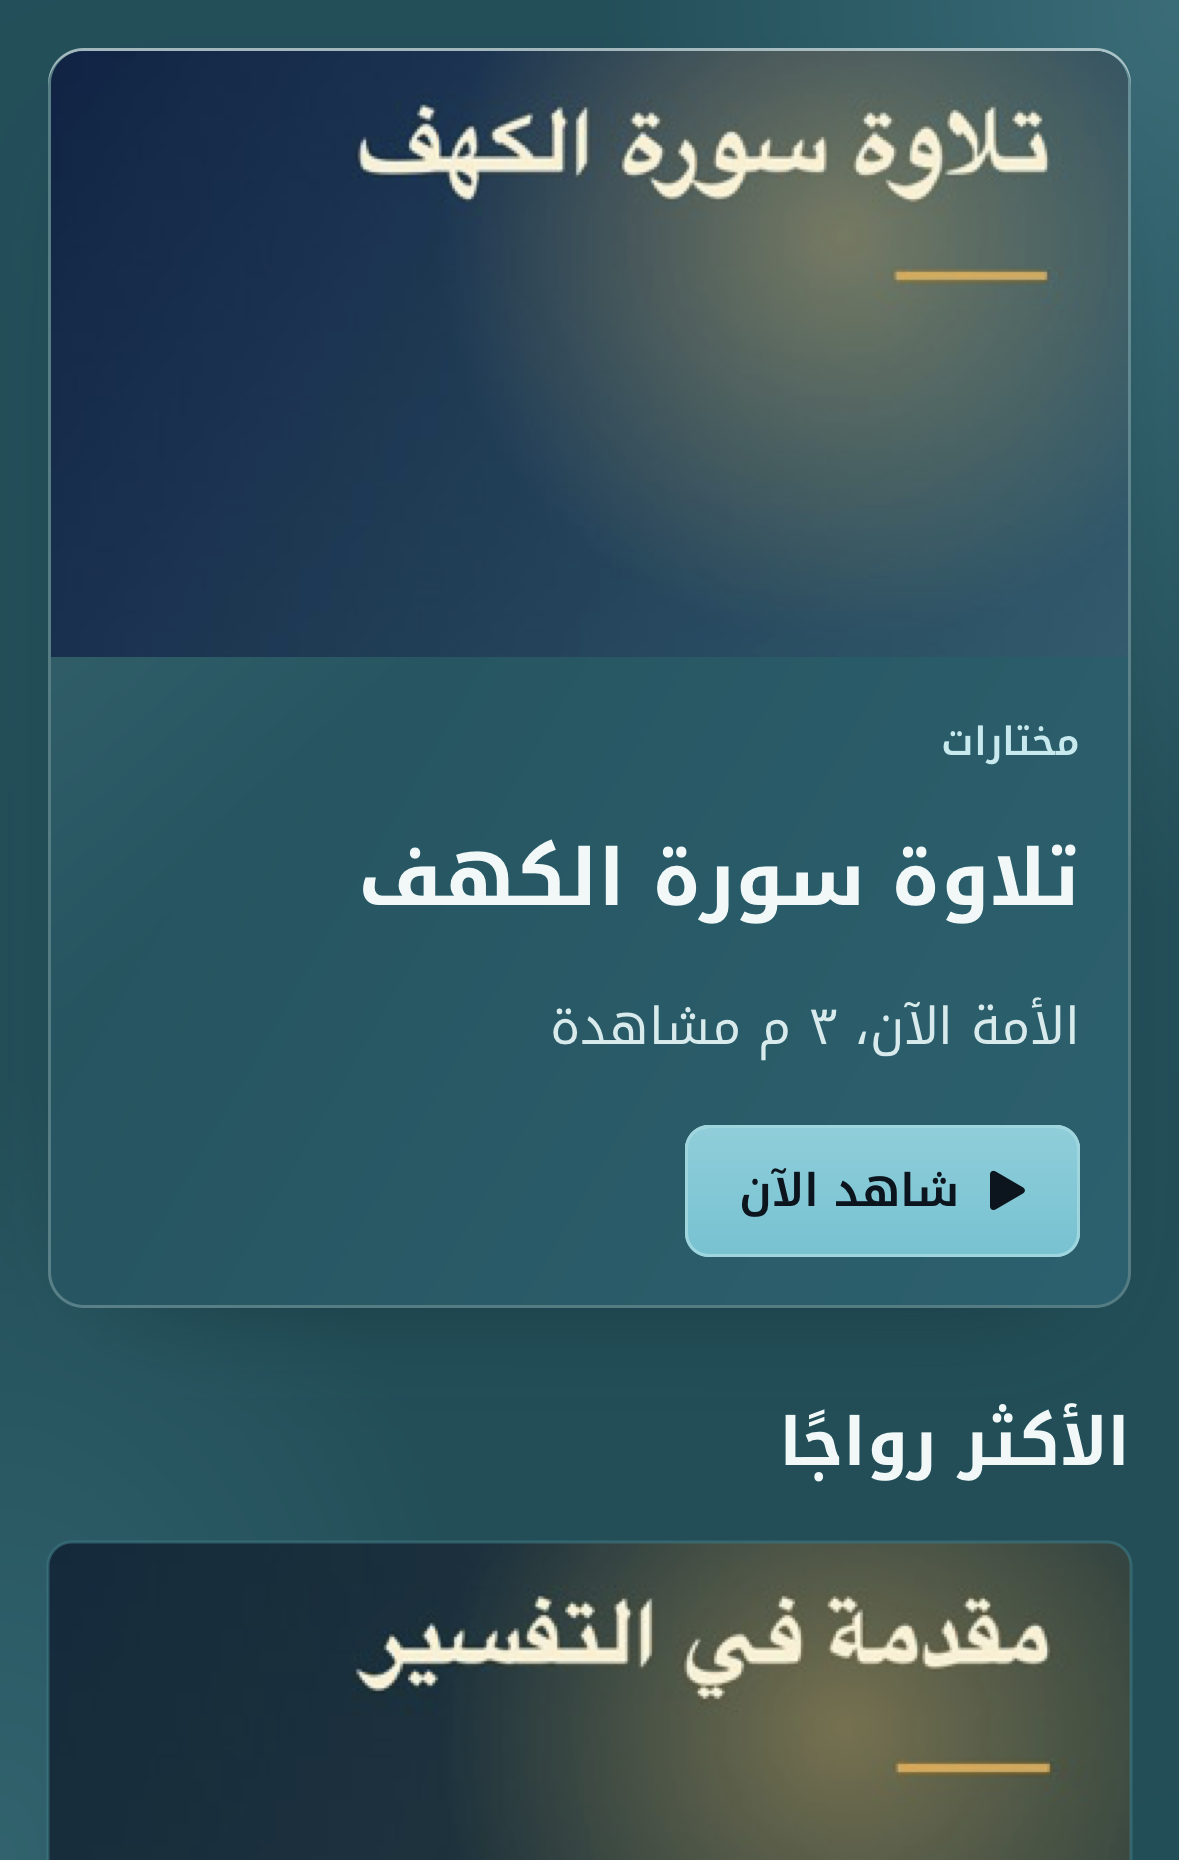 تلاوة سورة الكهف
مختارات
تلاوة سورة الكهف
الأمة الآن، ٣ م مشاهدة
شاهد الآن
الأكثر رواجًا
مقدمة في التفسير